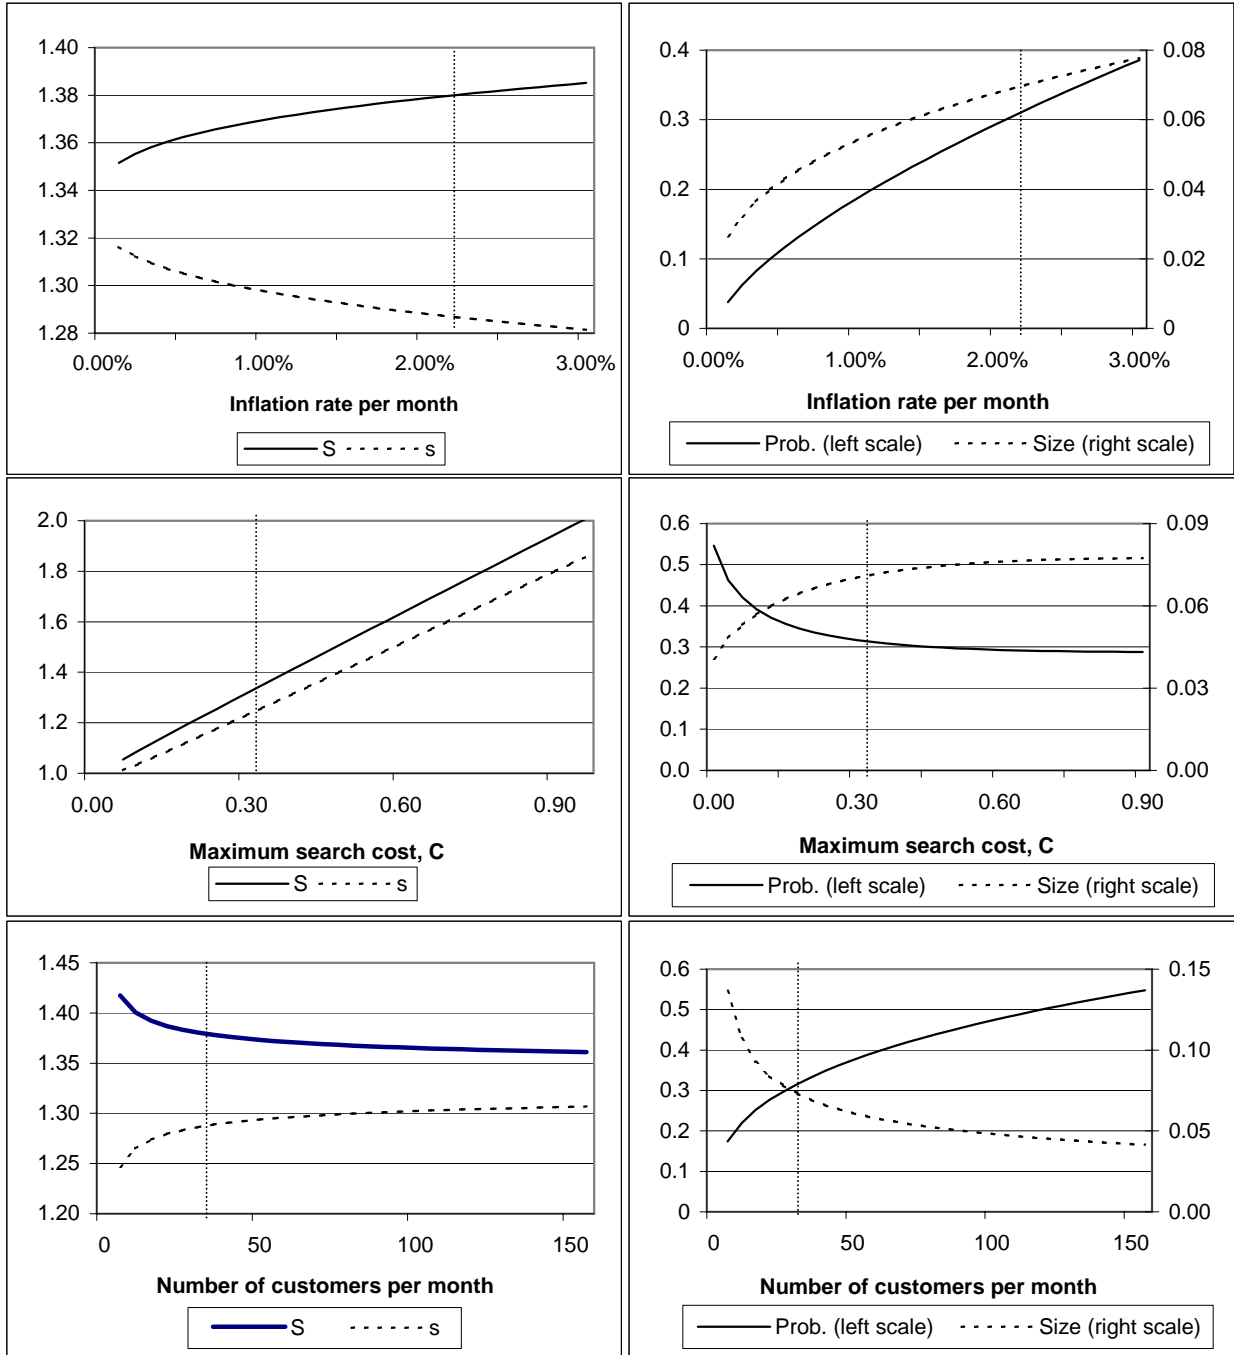 1.40
1.38
1.36
1.34
1.32
1.30
1.28
0.00% 1.00% 2.00% 3.00%
Inflation rate per month
S s
0.4 0.08
0.3 0.06
0.2 0.04
0.1 0.02
0 0
0.00% 1.00% 2.00% 3.00%
Inflation rate per month
Prob. (left scale) Size (right scale)
2.0
1.8
1.6
1.4
1.2
1.0
0.00 0.30 0.60 0.90
Maximum search cost, C
S s
0.6 0.09
0.5
0.4 0.06
0.3
0.2 0.03
0.1
0.0 0.00
0.00 0.30 0.60 0.90
Maximum search cost, C
Prob. (left scale) Size (right scale)
1.45
1.40
1.35
1.30
1.25
1.20
0 50 100 150
Number of customers per month
S s
0.6 0.15
0.5
0.4 0.10
0.3
0.2 0.05
0.1
0 0.00
0 50 100 150
Number of customers per month
Prob. (left scale) Size (right scale)